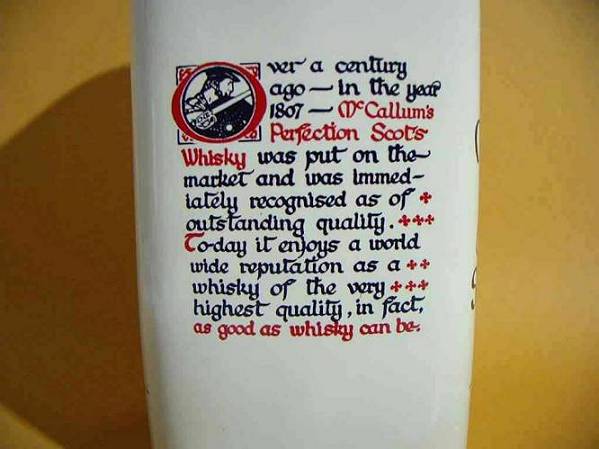 Over a century
ago — in the year
1807 — McCallum's
Perfection Scots
Whisky was put on the
market and was immed-
iately recognised as of
outstanding quality.
To-day it enjoys a world
wide reputation as a
whisky of the very
highest quality, in fact,
as good as whisky can be.